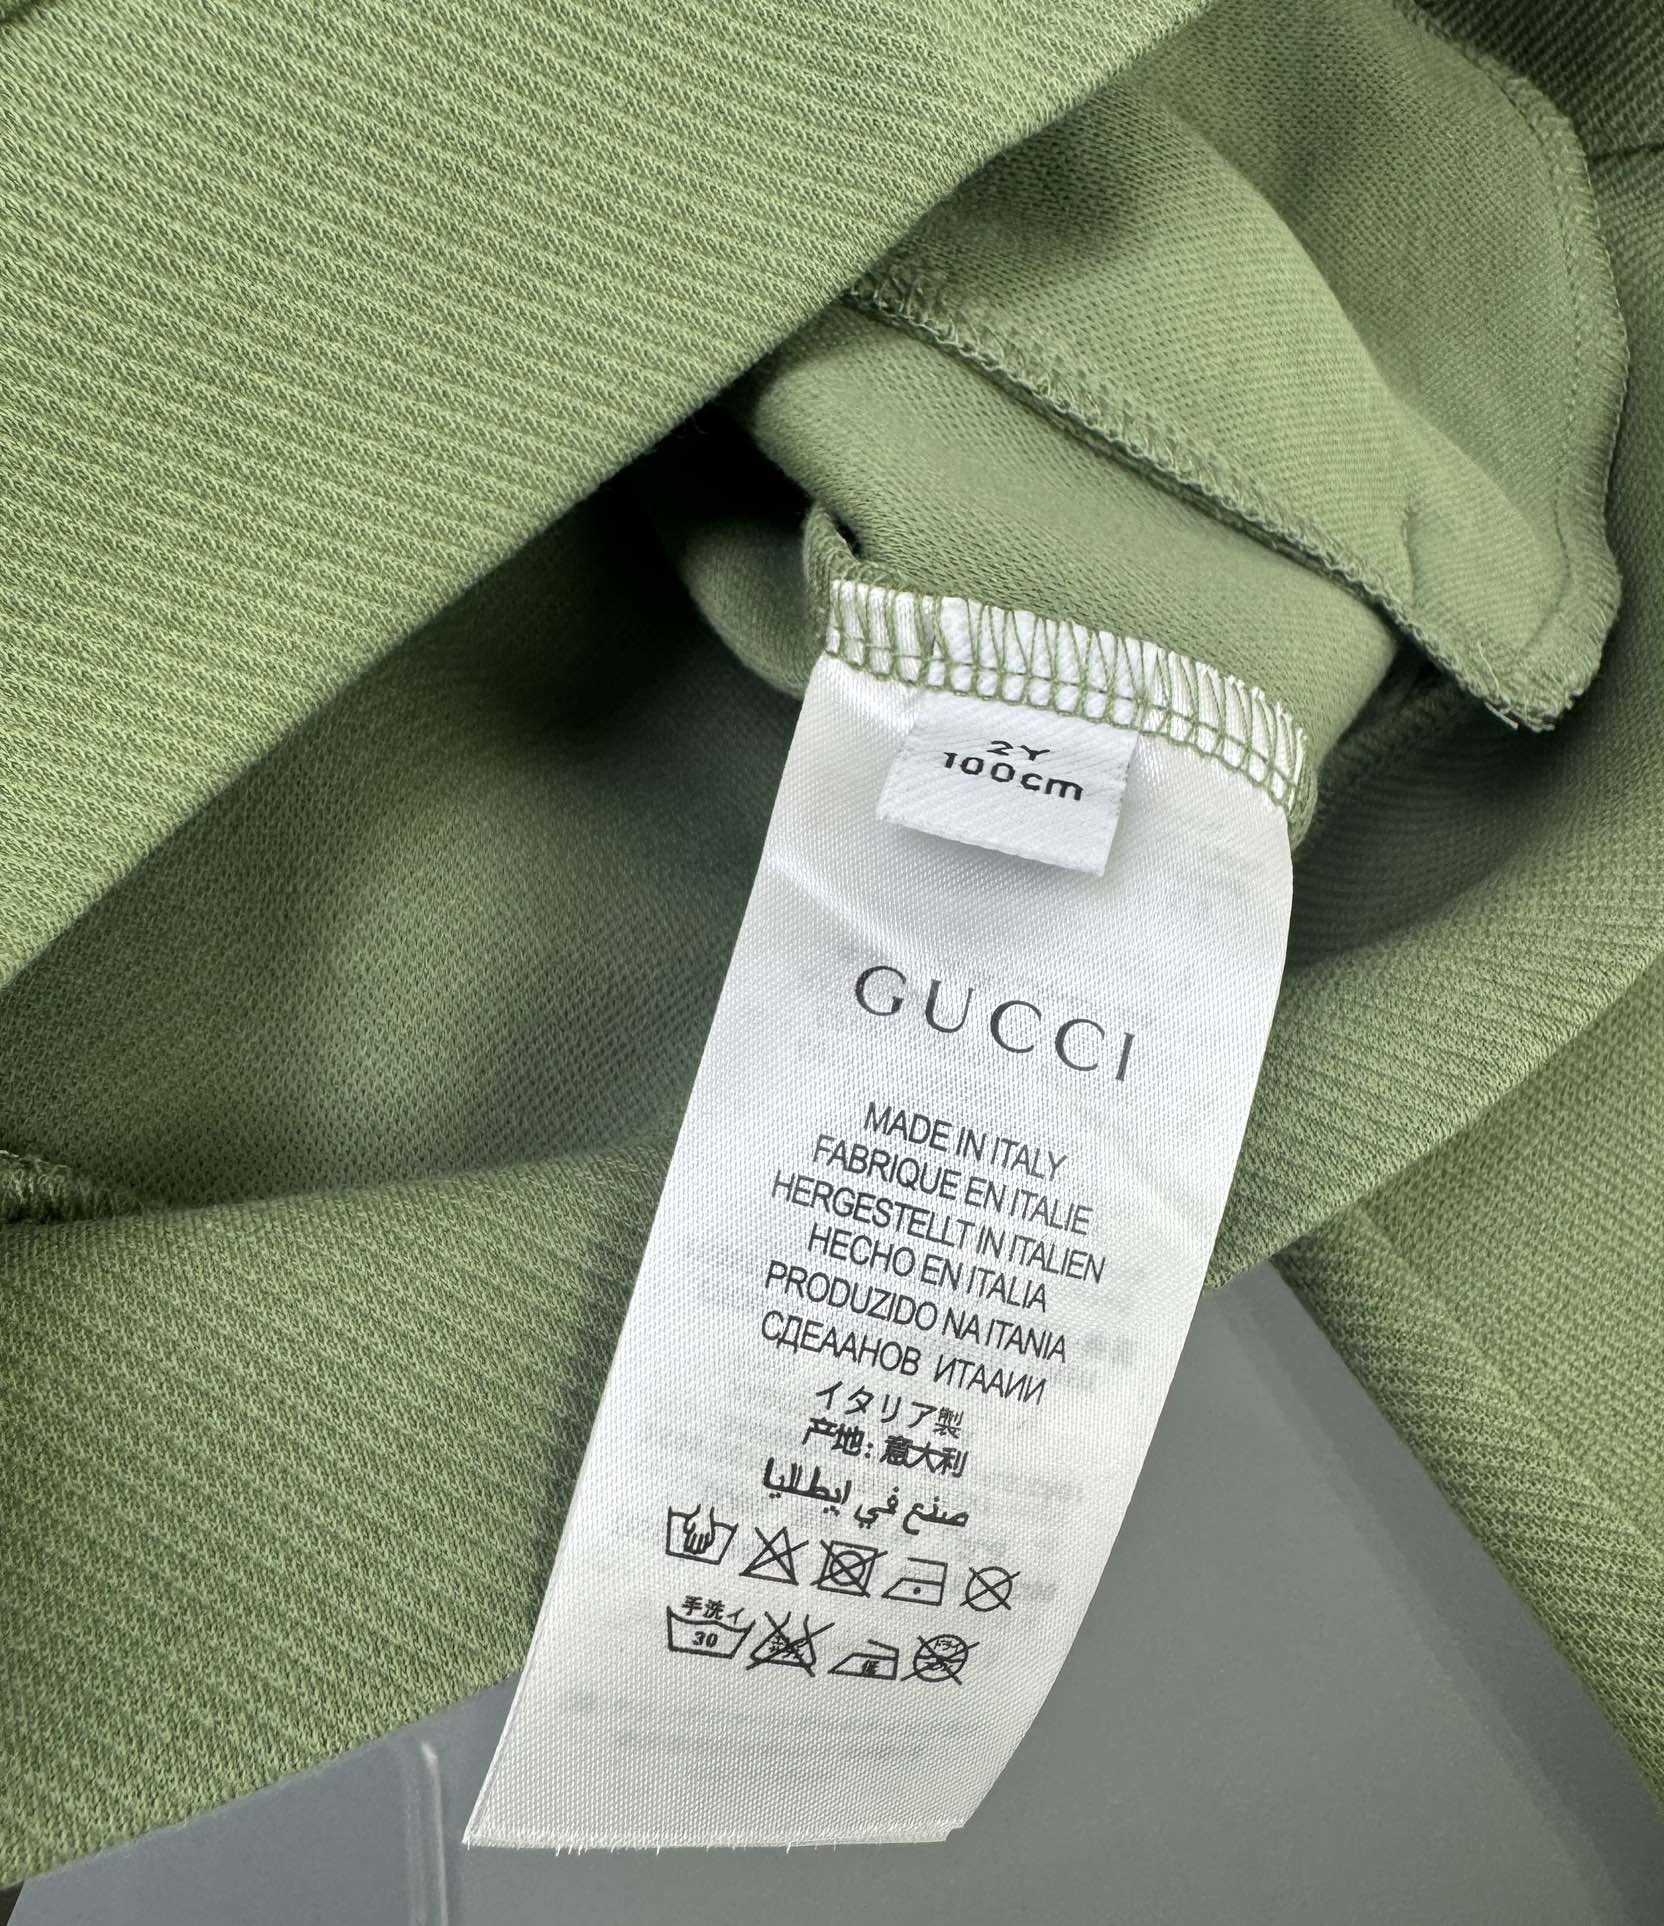 2Y
100cm
GUCCI
MADE IN ITALY
FABRIQUE EN ITALIE
HERGESTELLT IN ITALIEN
HECHO EN ITALIA
PRODUZIDO NA ITANIA
СДЕААНОВ ИТААИИ
イタリア製
产地: 意大利
صنع في ايطاليا
手洗イ
30
低